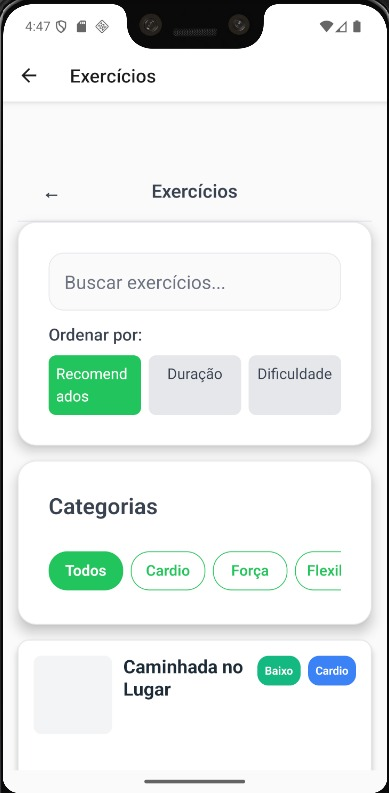 4:47
Exercícios
← Exercícios
Buscar exercícios...
Ordenar por:
Recomend
ados
Duração
Dificuldade
Categorias
Todos
Cardio
Força
Flexil
Caminhada no
Lugar
Baixo
Cardio